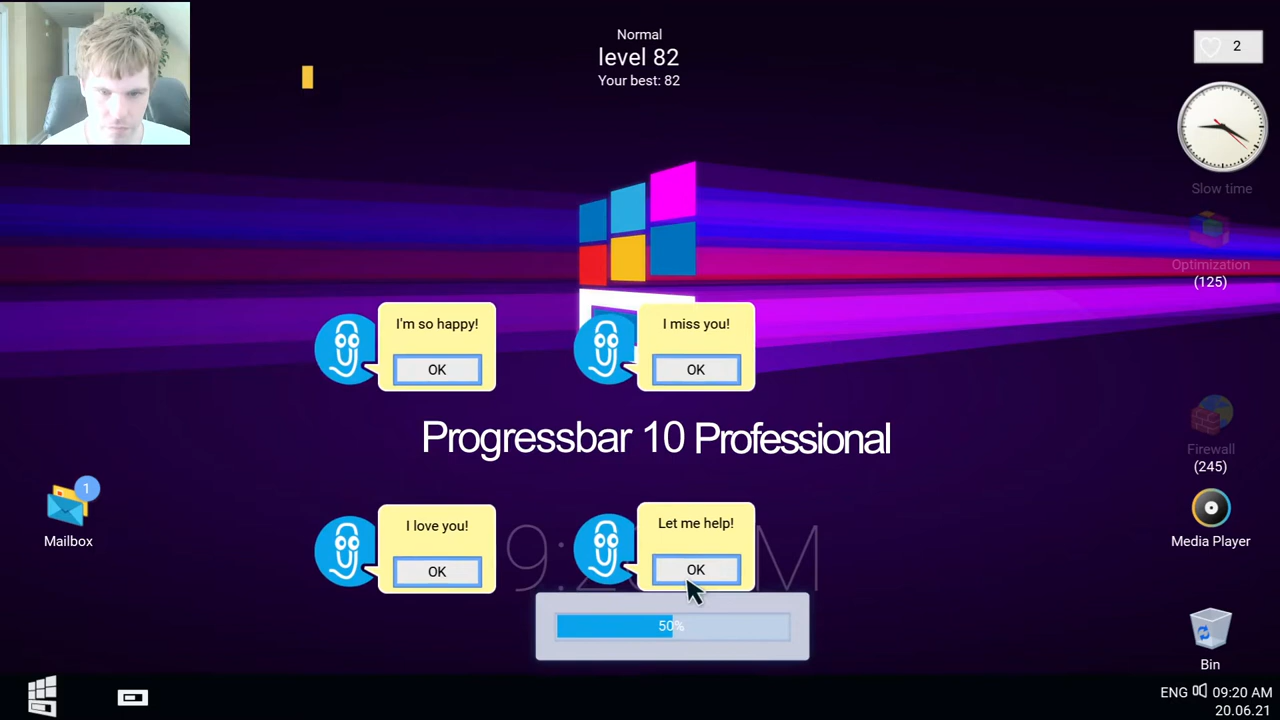 Normal
level 82
Your best: 82
2
Slow time
Optimization
(125)
I'm so happy!
OK
I miss you!
OK
Progressbar 10 Professional
Firewall
(245)
1
Mailbox
Media Player
I love you!
OK
Let me help!
OK
50%
Bin
ENG 09:20 AM
20.06.21